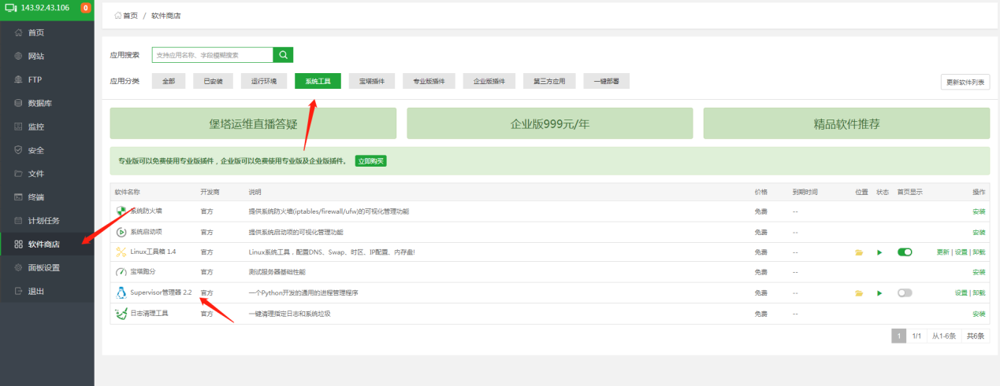 143.92.43.106 0
首页
网站
FTP
数据库
监控
安全
文件
终端
计划任务
软件商店
面板设置
退出
首页 / 软件商店
应用搜索 支持应用名称、字段模糊搜索
应用分类 全部 已安装 运行环境 系统工具 宝塔插件 专业版插件 企业版插件 第三方应用 一键部署 更新软件列表
堡塔运维直播答疑 企业版999元/年 精品软件推荐
专业版可以免费使用专业版插件，企业版可以免费使用专业版及企业版插件。 立即购买
软件名称 开发商 说明 价格 到期时间 位置 状态 首页显示 操作
系统防火墙 官方 提供系统防火墙(iptables/firewall/ufw)的可视化管理功能 免费 -- 安装
系统启动项 官方 提供系统启动项的可视化管理功能 免费 -- 安装
Linux工具箱 1.4 官方 Linux系统工具，配置DNS、Swap、时区、IP配置、内存盘! 免费 -- 更新 | 设置 | 卸载
宝塔跑分 官方 测试服务器基础性能 免费 -- 安装
Supervisor管理器 2.2 官方 一个Python开发的通用的进程管理程序 免费 -- 设置 | 卸载
日志清理工具 官方 一键清理指定日志和系统垃圾 免费 -- 安装
1 1/1 从1-6条 共6条